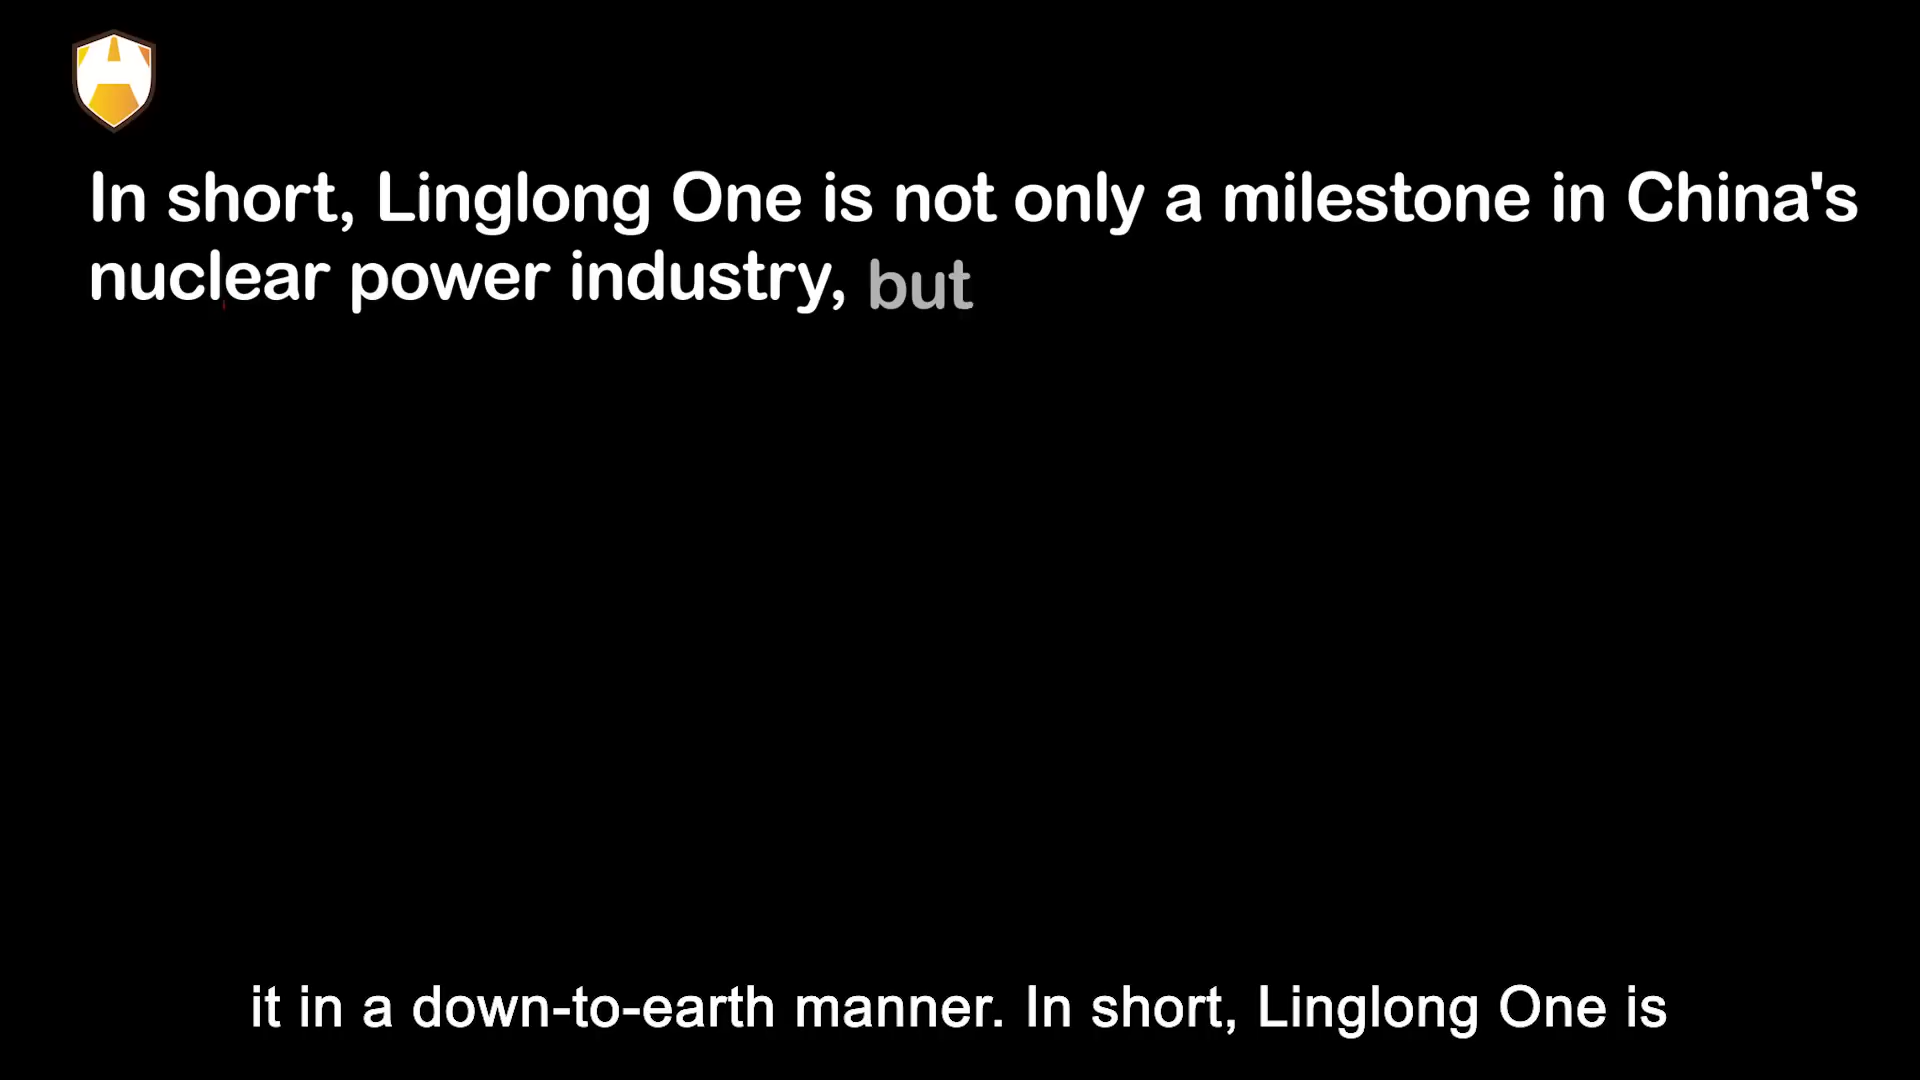 In short, Linglong One is not only a milestone in China's
nuclear power industry, but
it in a down-to-earth manner. In short, Linglong One is